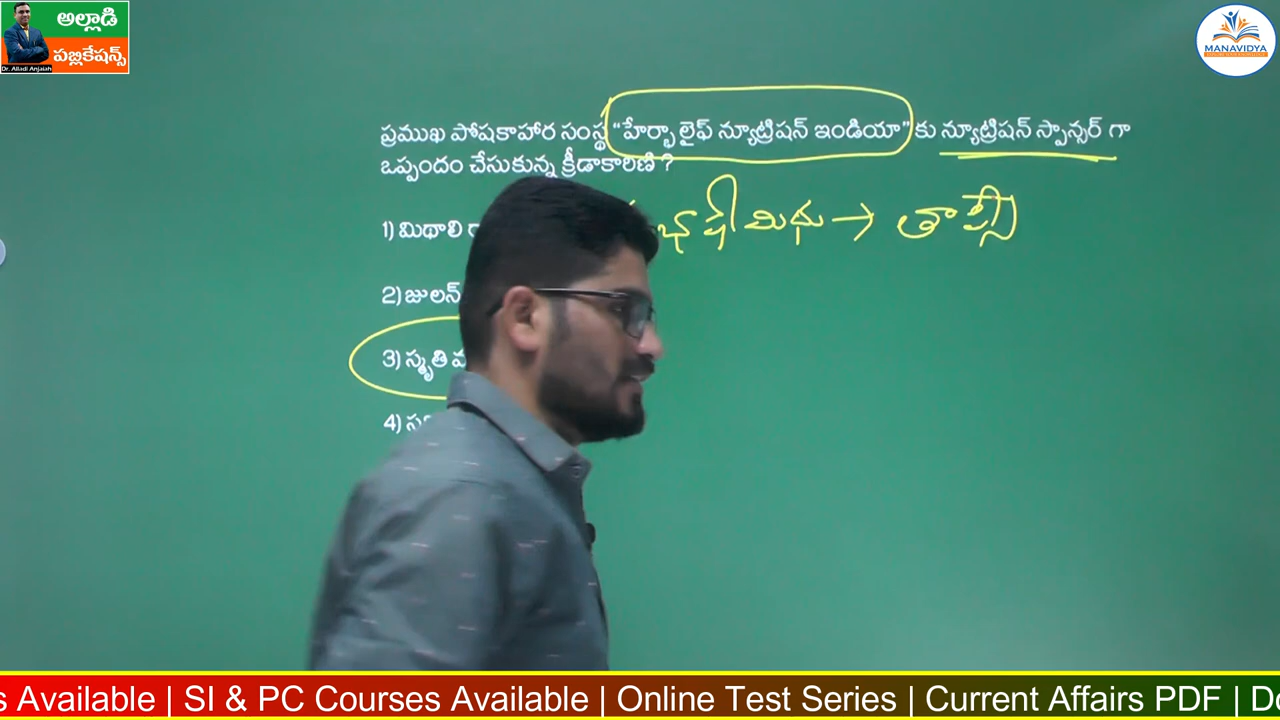 అల్లాడి
పబ్లికేషన్స్
Dr. Alladi Anjaiah
MANAVIDYA
ప్రముఖ పోషకాహార సంస్థ "హేర్భా లైఫ్ న్యూట్రిషన్ ఇండియా" కు న్యూట్రిషన్ స్పాన్సర్ గా
ఒప్పందం చేసుకున్న క్రీడాకారిణి ?
మిథు → తాప్సీ
1) మిథాలి
2) జులన్
3) స్మృతి
4)
s Available | SI & PC Courses Available | Online Test Series | Current Affairs PDF | De